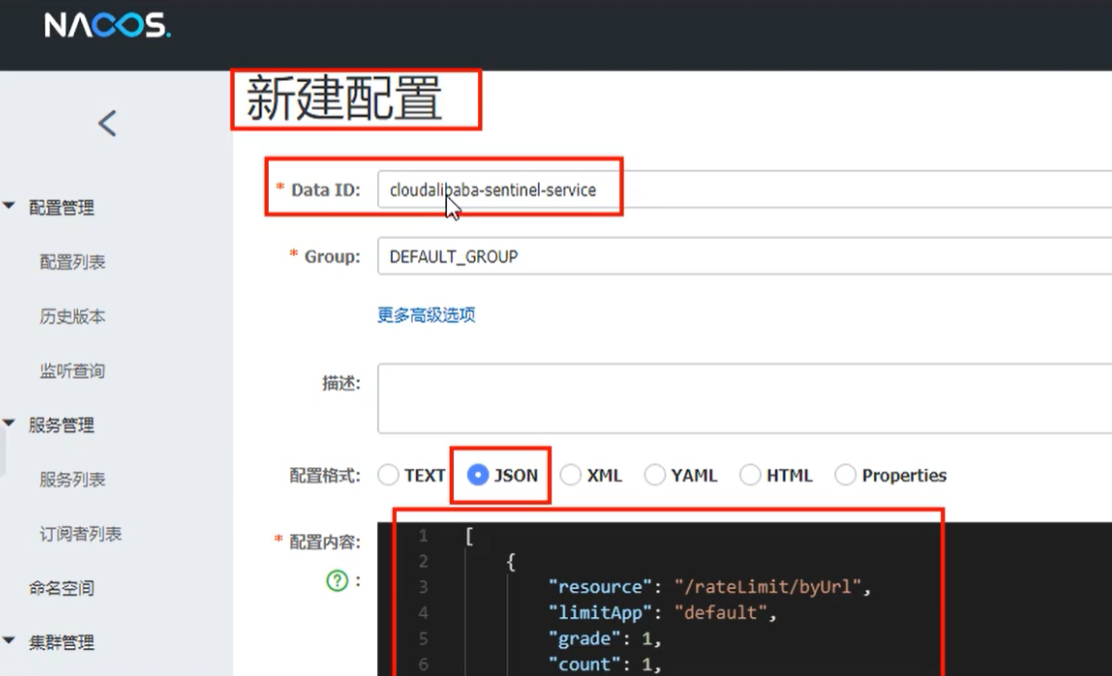 NACOS.
新建配置
配置管理
配置列表
历史版本
监听查询
服务管理
服务列表
订阅者列表
命名空间
集群管理
* Data ID: cloudalibaba-sentinel-service
* Group: DEFAULT_GROUP
更多高级选项
描述:
配置格式: TEXT JSON XML YAML HTML Properties
* 配置内容:
? :
1 [
2 {
3 "resource": "/rateLimit/byUrl",
4 "limitApp": "default",
5 "grade": 1,
6 "count": 1,